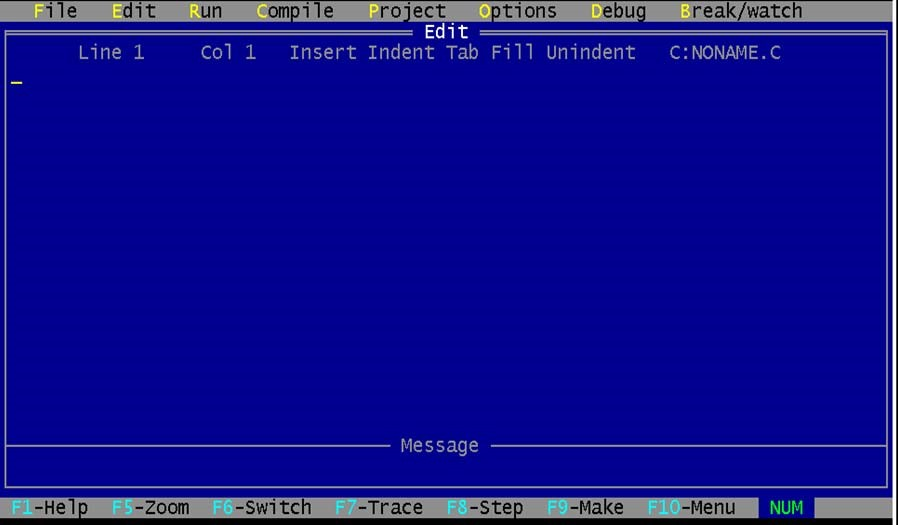 File Edit Run Compile Project Options Debug Break/watch
Edit
Line 1 Col 1 Insert Indent Tab Fill Unindent C:NONAME.C
Message
F1-Help F5-Zoom F6-Switch F7-Trace F8-Step F9-Make F10-Menu NUM